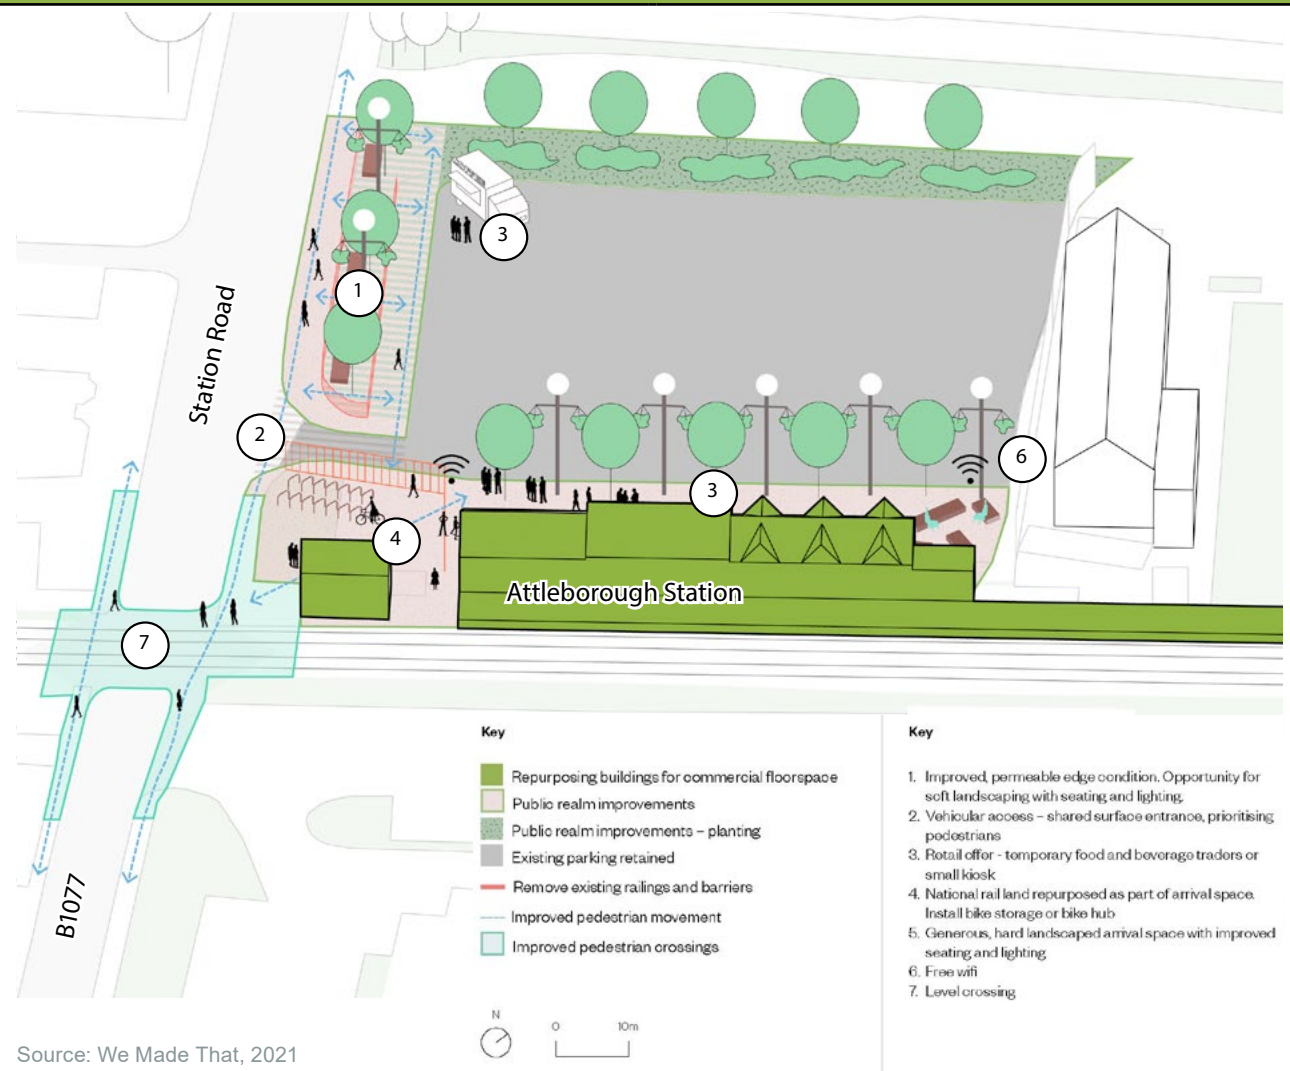 3
1
Station Road
2
6
3
4
Attleborough Station
7
B1077
Key
Repurposing buildings for commercial floorspace
Public realm improvements
Public realm improvements – planting
Existing parking retained
Remove existing railings and barriers
Improved pedestrian movement
Improved pedestrian crossings
N
0 10m
Key
1. Improved, permeable edge condition. Opportunity for
soft landscaping with seating and lighting.
2. Vehicular access – shared surface entrance, prioritising
pedestrians
3. Retail offer - temporary food and beverage traders or
small kiosk
4. National rail land repurposed as part of arrival space.
Install bike storage or bike hub
5. Generous, hard landscaped arrival space with improved
seating and lighting
6. Free wifi
7. Level crossing
Source: We Made That, 2021